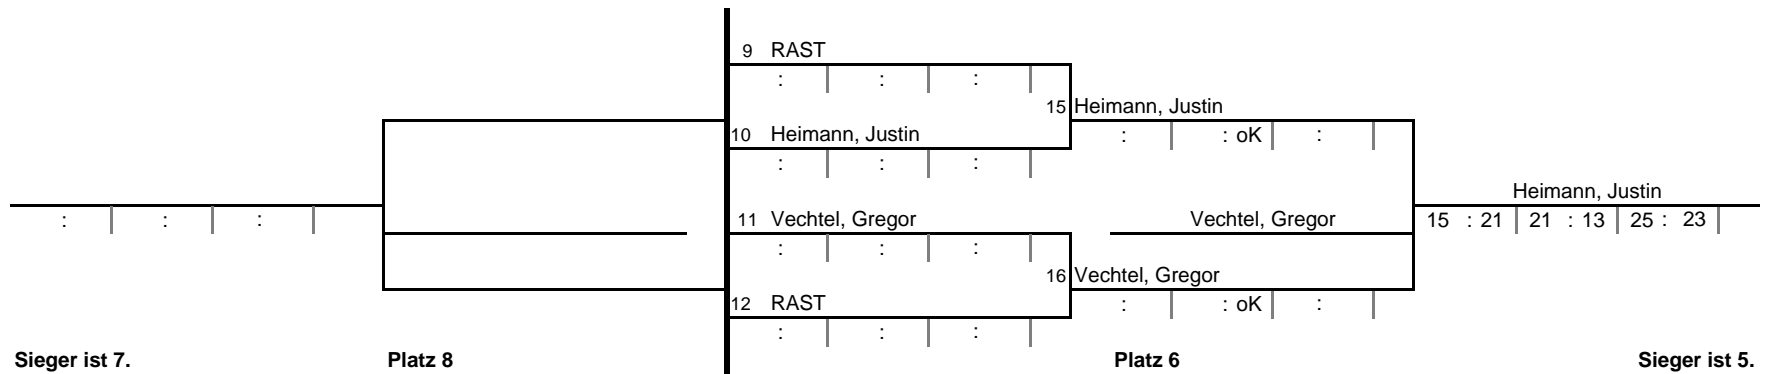 9 RAST
: : :
15 Heimann, Justin
10 Heimann, Justin
: : oK :
: : :
Heimann, Justin
11 Vechtel, Gregor
Vechtel, Gregor
15 : 21 21 : 13 25 : 23
: : :
: : :
16 Vechtel, Gregor
12 RAST
: : oK :
: : :
Sieger ist 7. Platz 8 Platz 6 Sieger ist 5.